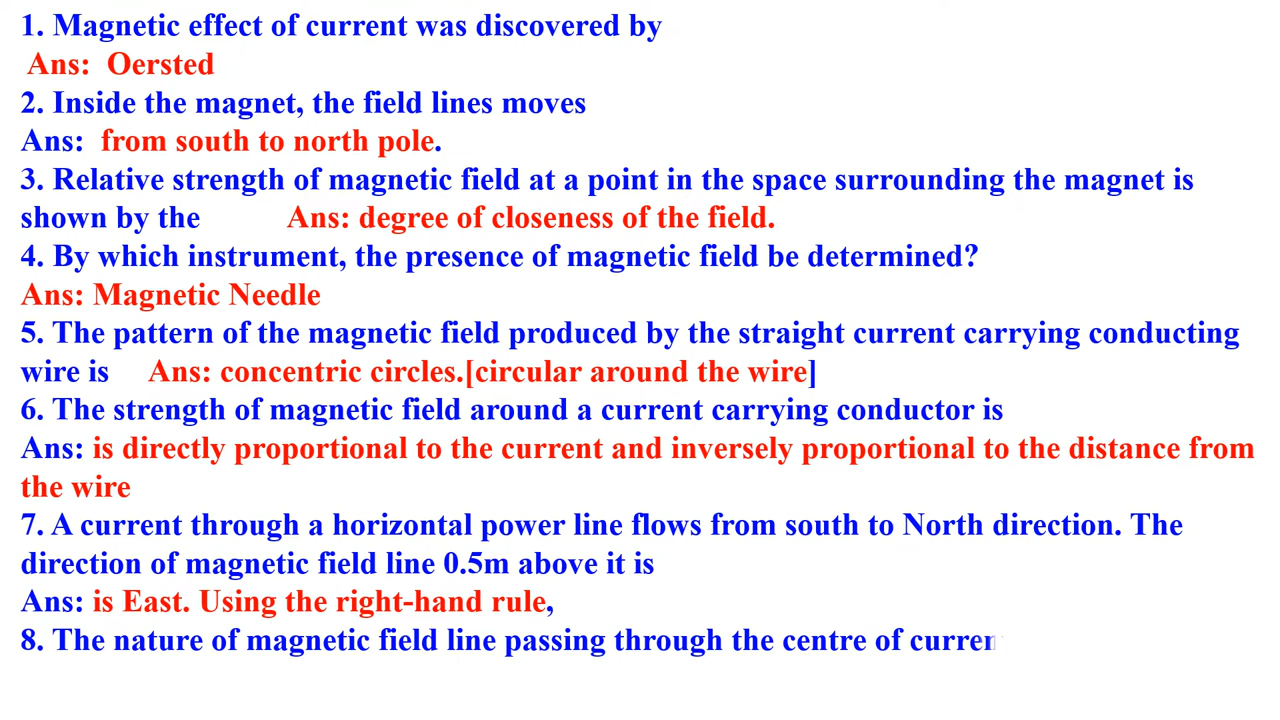 1. Magnetic effect of current was discovered by
Ans: Oersted
2. Inside the magnet, the field lines moves
Ans: from south to north pole.
3. Relative strength of magnetic field at a point in the space surrounding the magnet is
shown by the Ans: degree of closeness of the field.
4. By which instrument, the presence of magnetic field be determined?
Ans: Magnetic Needle
5. The pattern of the magnetic field produced by the straight current carrying conducting
wire is Ans: concentric circles.[circular around the wire]
6. The strength of magnetic field around a current carrying conductor is
Ans: is directly proportional to the current and inversely proportional to the distance from
the wire
7. A current through a horizontal power line flows from south to North direction. The
direction of magnetic field line 0.5m above it is
Ans: is East. Using the right-hand rule,
8. The nature of magnetic field line passing through the centre of